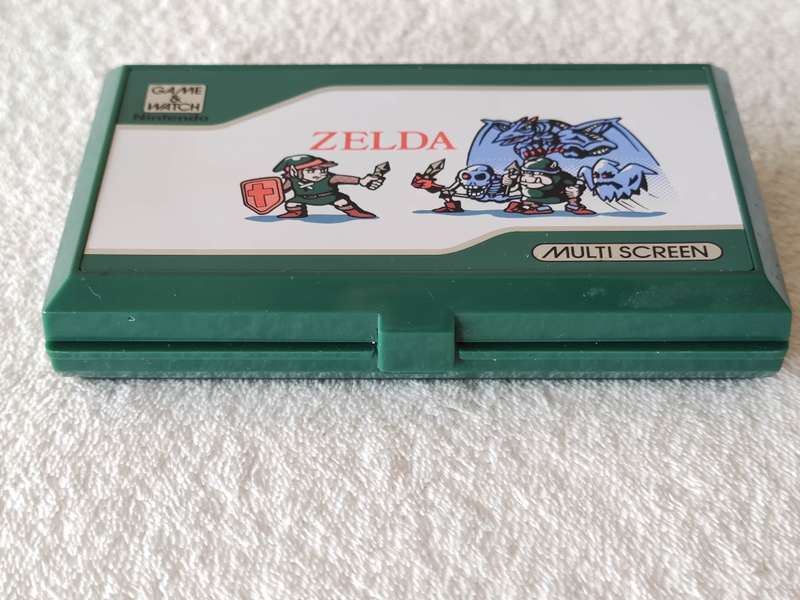 GAME
&
WATCH
Nintendo
ZELDA
MULTI SCREEN